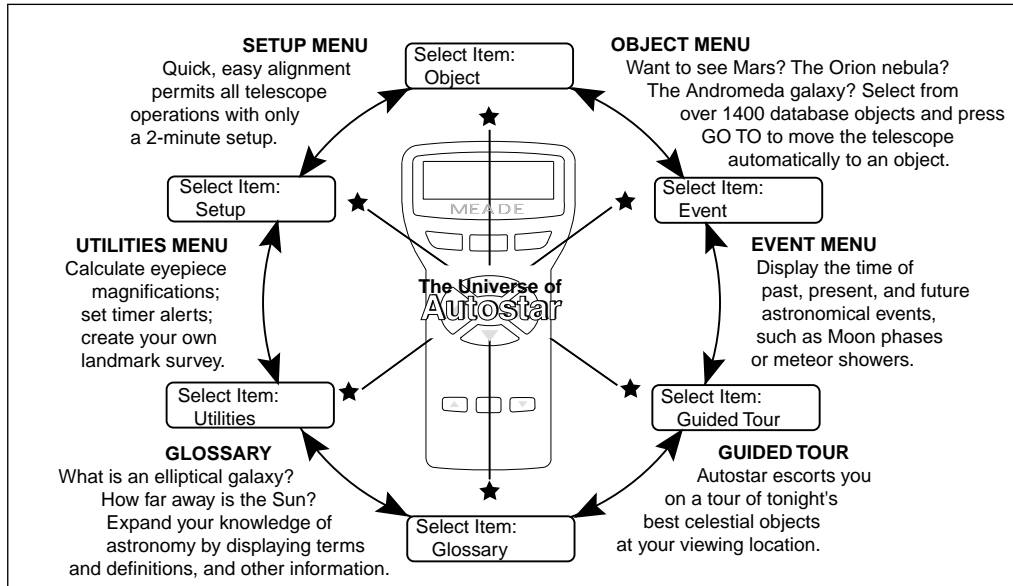 SETUP MENU
Quick, easy alignment
permits all telescope
operations with only
a 2-minute setup.
Select Item:
Object
OBJECT MENU
Want to see Mars? The Orion nebula?
The Andromeda galaxy? Select from
over 1400 database objects and press
GO TO to move the telescope
automatically to an object.
Select Item:
Setup
MEADE
Select Item:
Event
UTILITIES MENU
Calculate eyepiece
magnifications;
set timer alerts;
create your own
landmark survey.
The Universe of
Autostar
EVENT MENU
Display the time of
past, present, and future
astronomical events,
such as Moon phases
or meteor showers.
Select Item:
Utilities
Select Item:
Guided Tour
GLOSSARY
What is an elliptical galaxy?
How far away is the Sun?
Expand your knowledge of
astronomy by displaying terms
and definitions, and other information.
Select Item:
Glossary
GUIDED TOUR
Autostar escorts you
on a tour of tonight's
best celestial objects
at your viewing location.